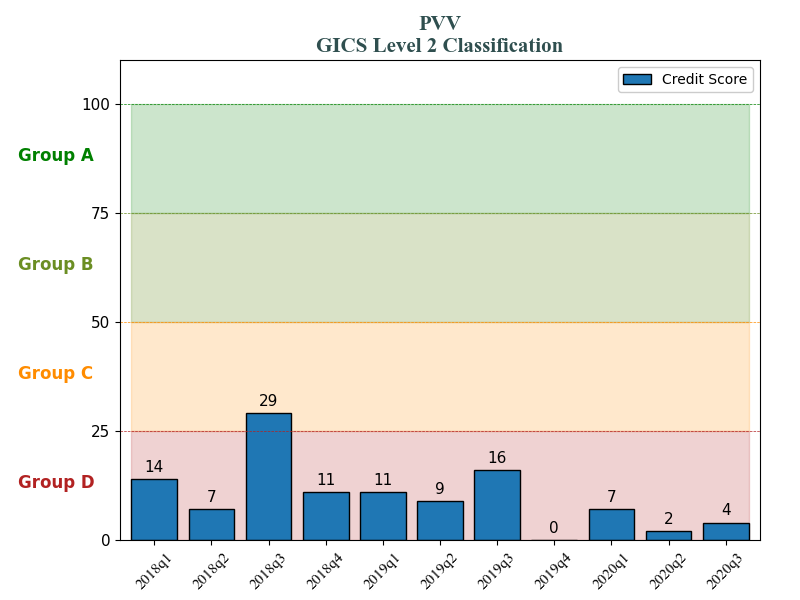 PVV
GICS Level 2 Classification
Credit Score
100
Group A
75
Group B
50
Group C
29
25
16
14
11
11
9
7
7
4
2
0
Group D
0
2018q1
2018q2
2018q3
2018q4
2019q1
2019q2
2019q3
2019q4
2020q1
2020q2
2020q3